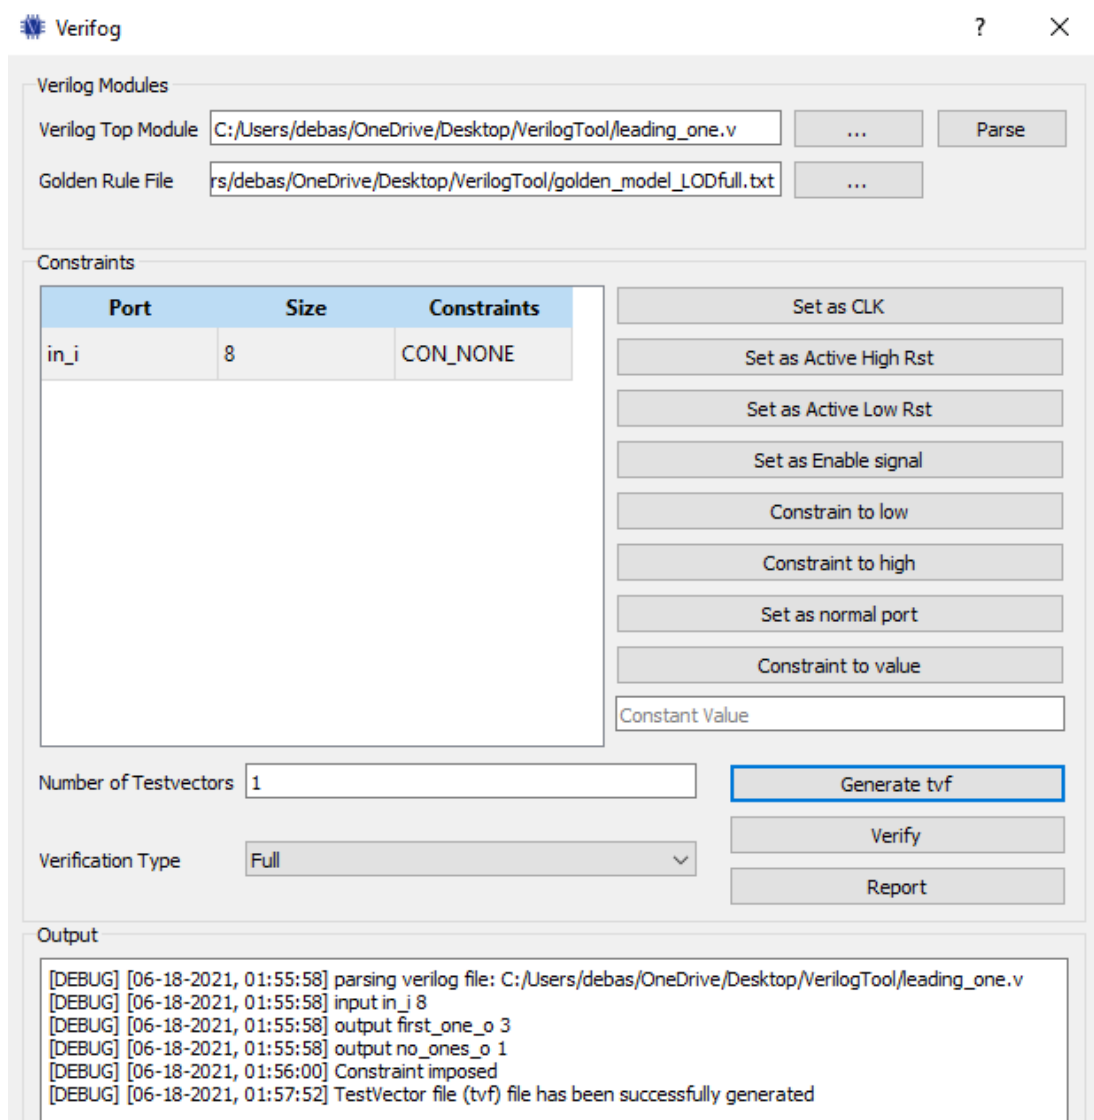 Verifog ?
Verilog Modules
Verilog Top Module C:/Users/debas/OneDrive/Desktop/VerilogTool/leading_one.v ... Parse
Golden Rule File rs/debas/OneDrive/Desktop/VerilogTool/golden_model_LODfull.txt ...
Constraints
Port Size Constraints
in_i 8 CON_NONE
Set as CLK
Set as Active High Rst
Set as Active Low Rst
Set as Enable signal
Constrain to low
Constraint to high
Set as normal port
Constraint to value
Constant Value
Number of Testvectors 1 Generate tvf
Verify
Verification Type Full
Report
Output
[DEBUG] [06-18-2021, 01:55:58] parsing verilog file: C:/Users/debas/OneDrive/Desktop/VerilogTool/leading_one.v
[DEBUG] [06-18-2021, 01:55:58] input in_i 8
[DEBUG] [06-18-2021, 01:55:58] output first_one_o 3
[DEBUG] [06-18-2021, 01:55:58] output no_ones_o 1
[DEBUG] [06-18-2021, 01:56:00] Constraint imposed
[DEBUG] [06-18-2021, 01:57:52] TestVector file (tvf) file has been successfully generated